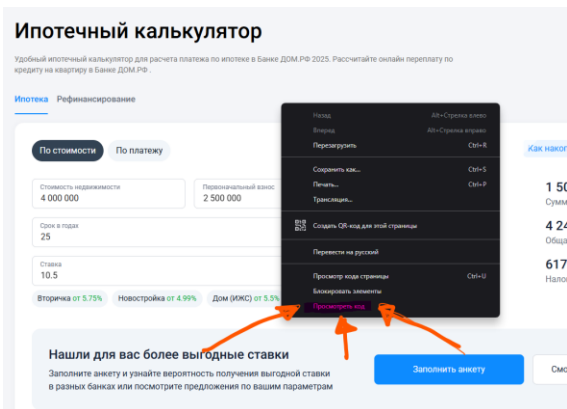 Ипотечный калькулятор
Удобный ипотечный калькулятор для расчета платежа по ипотеке в Банке ДОМ.РФ 2025. Рассчитайте онлайн переплату по
кредиту на квартиру в Банке ДОМ.РФ .
Ипотека Рефинансирование
По стоимости По платежу
Стоимость недвижимости
4 000 000
Первоначальный взнос
2 500 000
Срок в годах
25
Ставка
10.5
Вторичка от 5.75% Новостройка от 4.99% Дом (ИЖС) от 5.5%
Назад Alt+Стрелка влево
Вперед Alt+Стрелка вправо
Перезагрузить Ctrl+R
Сохранить как... Ctrl+S
Печать... Ctrl+P
Трансляция...
Создать QR-код для этой страницы
Перевести на русский
Просмотр кода страницы Ctrl+U
Блокировать элементы
Просмотреть код
Как накоп
1 50
Сумм
4 24
Обща
617
Нало
Нашли для вас более выгодные ставки
Заполните анкету и узнайте вероятность получения выгодной ставки
в разных банках или посмотрите предложения по вашим параметрам
Заполнить анкету
Смо